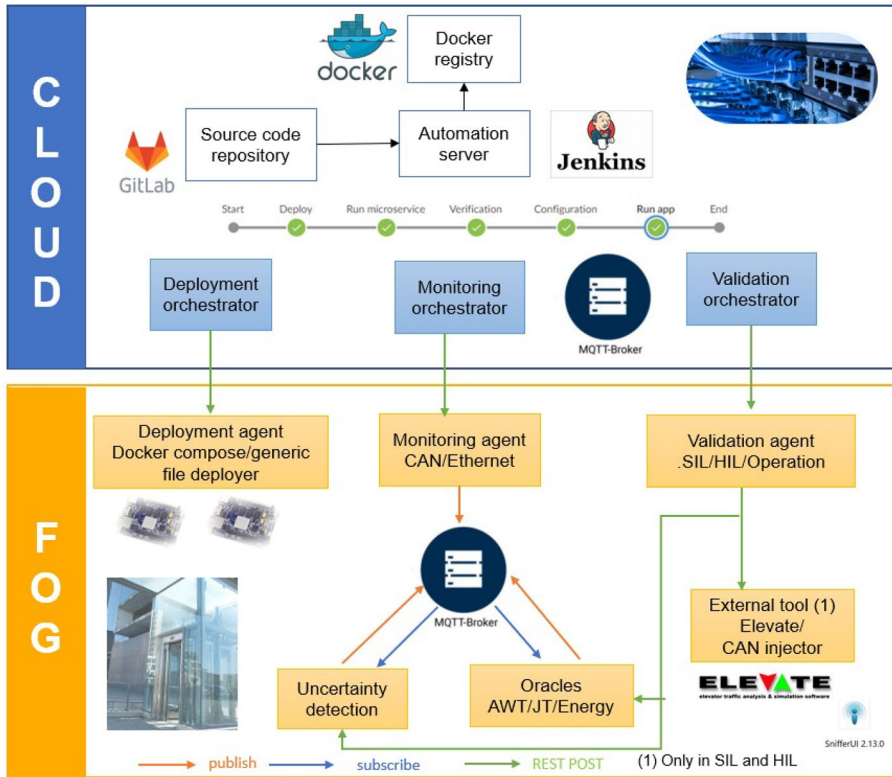 CLOUD
docker
Docker
registry
GitLab
Source code
repository
Automation
server
Jenkins
Start
Deploy
Run microservice
Verification
Configuration
Run app
End
Deployment
orchestrator
Monitoring
orchestrator
MQTT-Broker
Validation
orchestrator
FOG
Deployment agent
Docker compose/generic
file deployer
Monitoring agent
CAN/Ethernet
Validation agent
.SIL/HIL/Operation
MQTT-Broker
External tool (1)
Elevate/
CAN injector
Uncertainty
detection
Oracles
AWT/JT/Energy
ELEVATE
elevator traffic analysis & simulation software
SnifferUI 2.13.0
publish
subscribe
REST POST
(1) Only in SIL and HIL